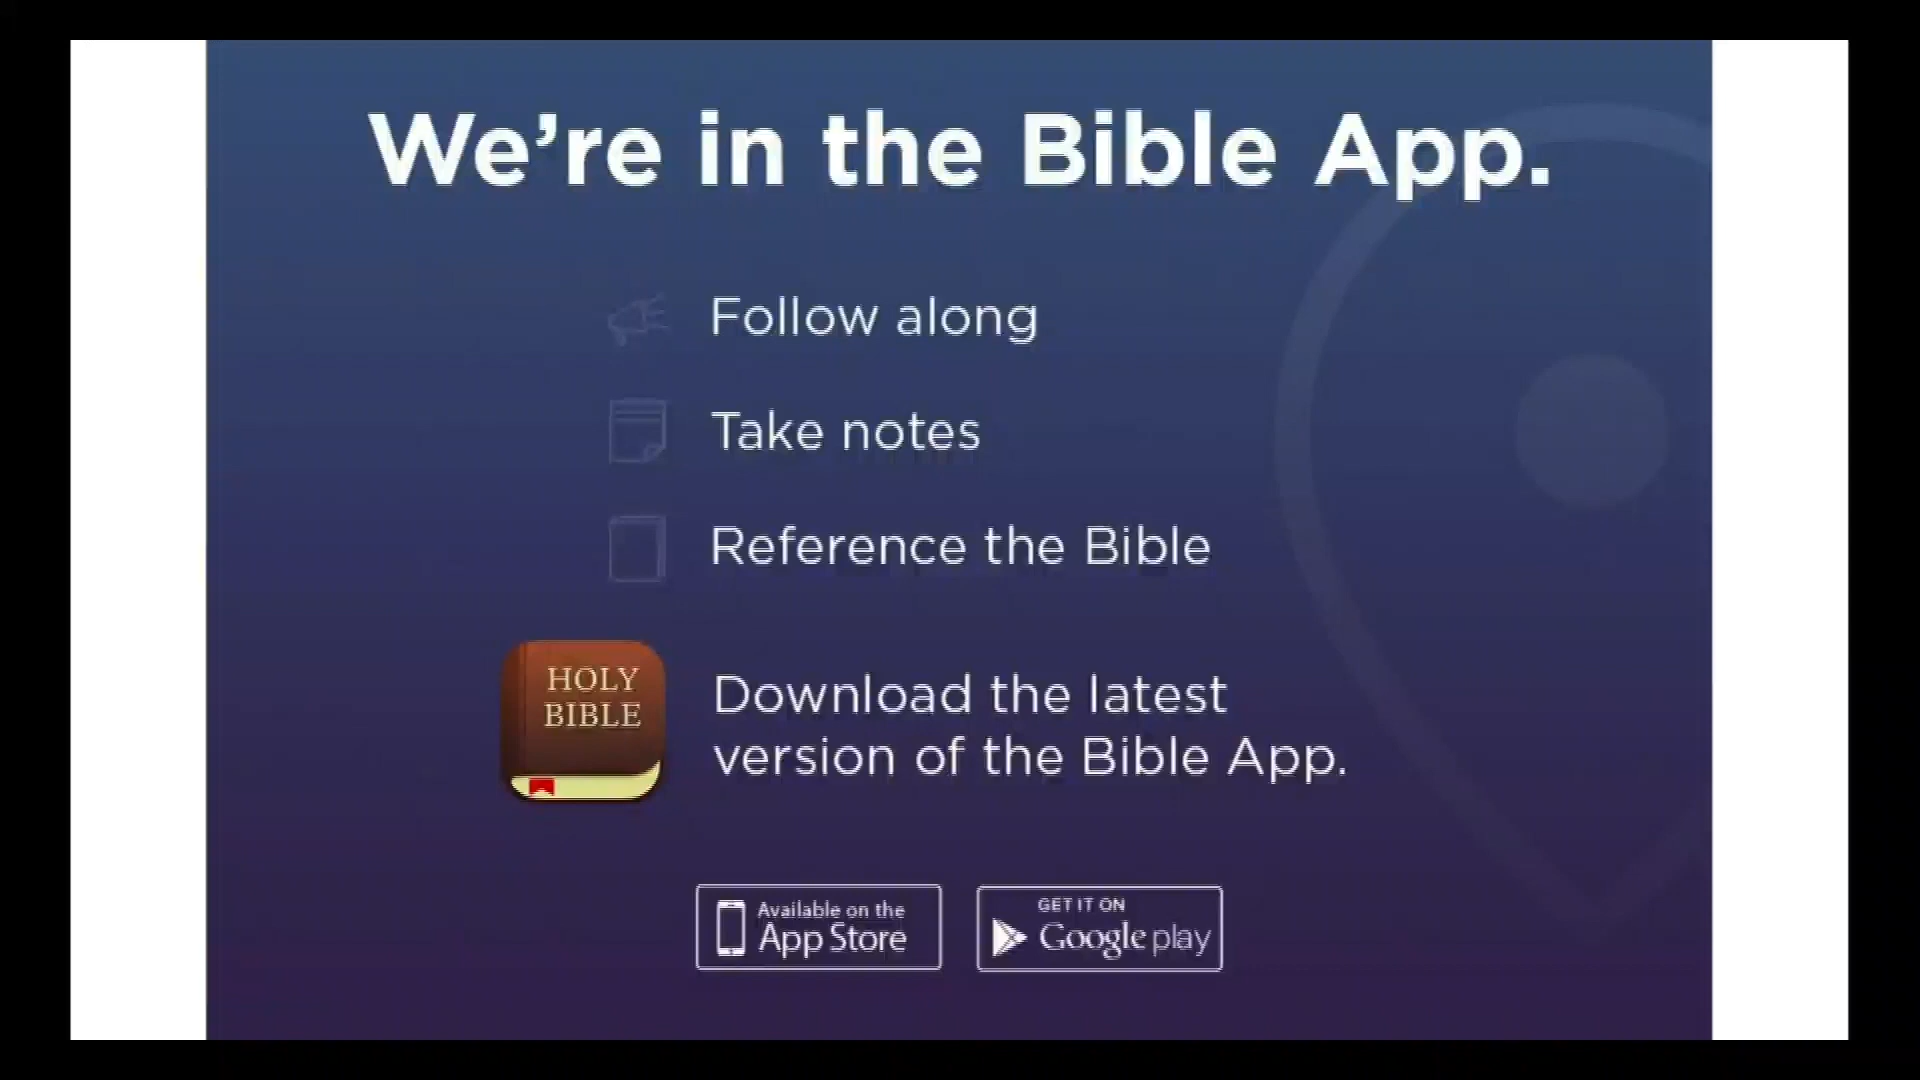 We’re in the Bible App.
Follow along
Take notes
Reference the Bible
HOLY
BIBLE
Download the latest
version of the Bible App.
Available on the
App Store
GET IT ON
Google play